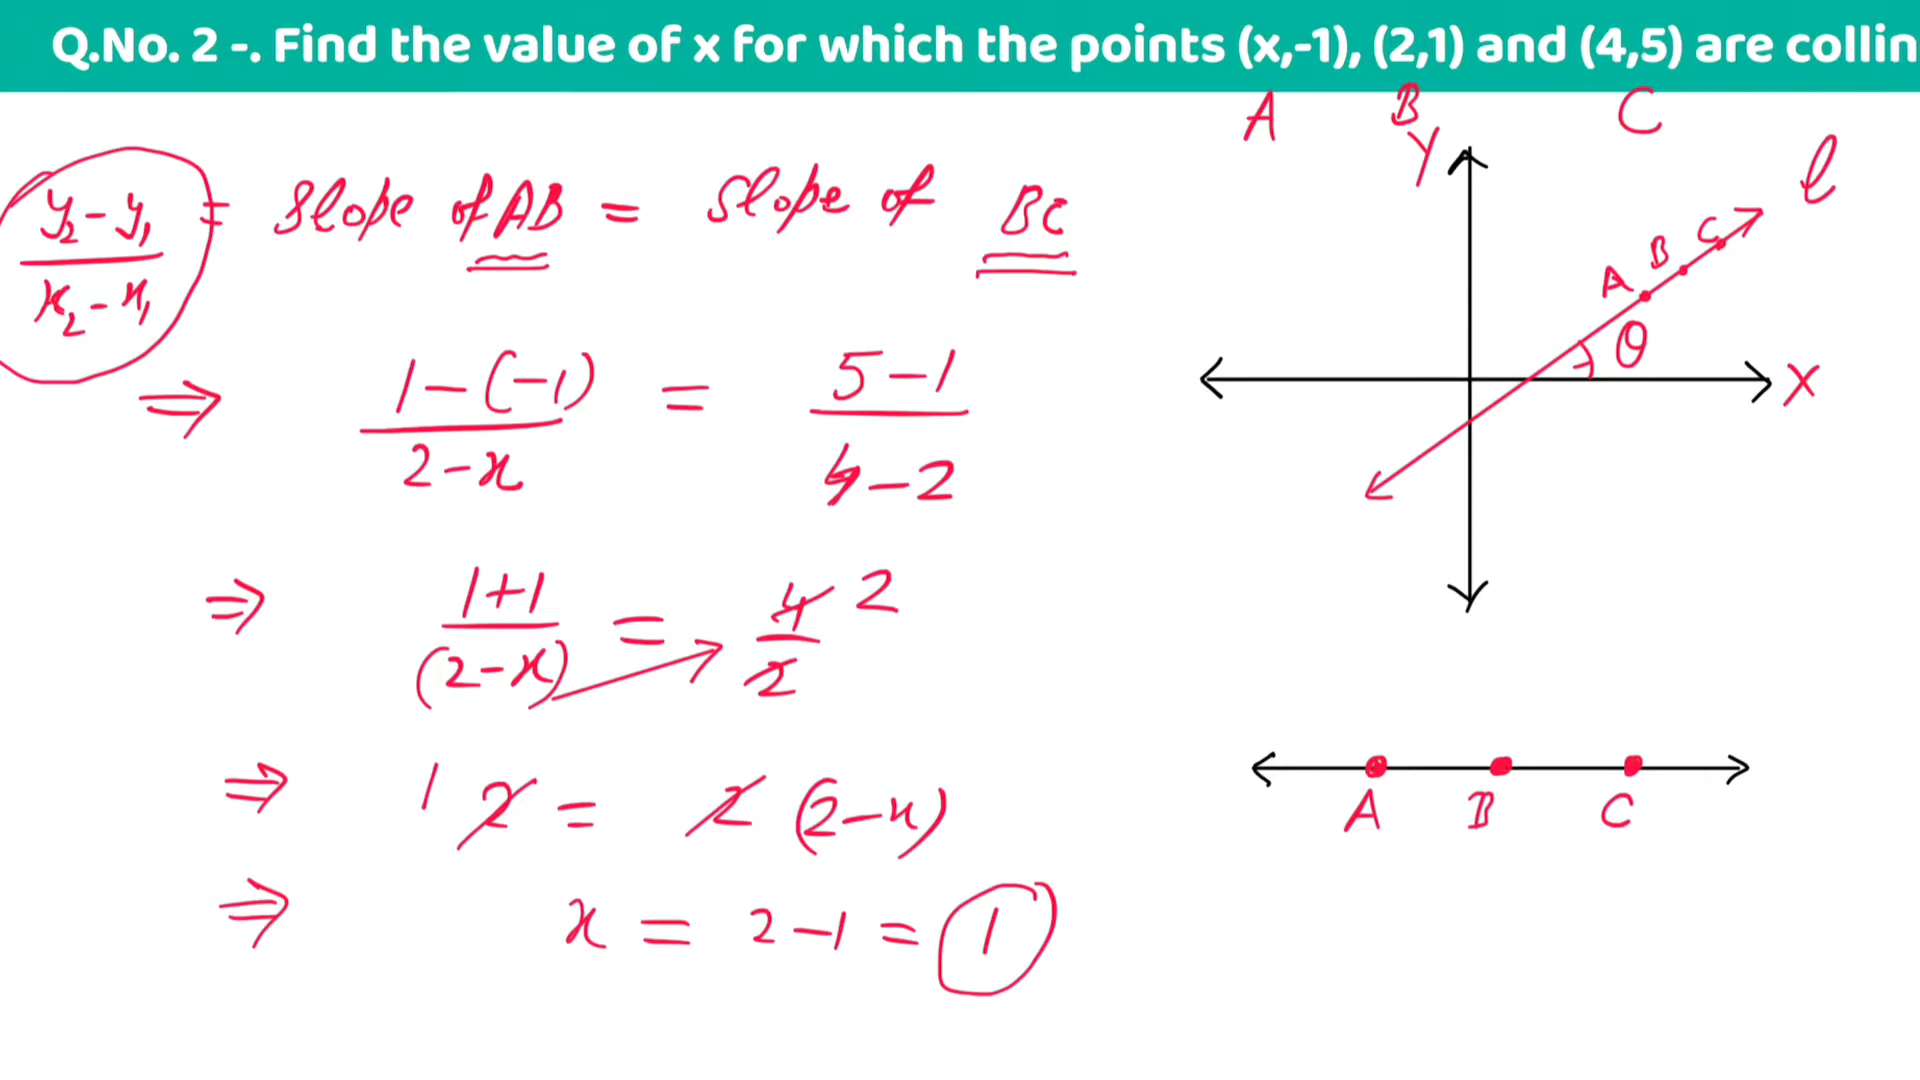 Q.No. 2 -. Find the value of x for which the points (x,-1), (2,1) and (4,5) are collin
A B C
(y₂ - y₁)/(x₂ - x₁) = Slope of AB = Slope of BC
⇒ (1-(-1))/(2-x) = (5-1)/(4-2)
⇒ (1+1)/(2-x) = 4/2 2
⇒ 1 2 = 2 (2-x)
⇒ x = 2-1 = 1
Y
l
A B C
θ
X
A B C